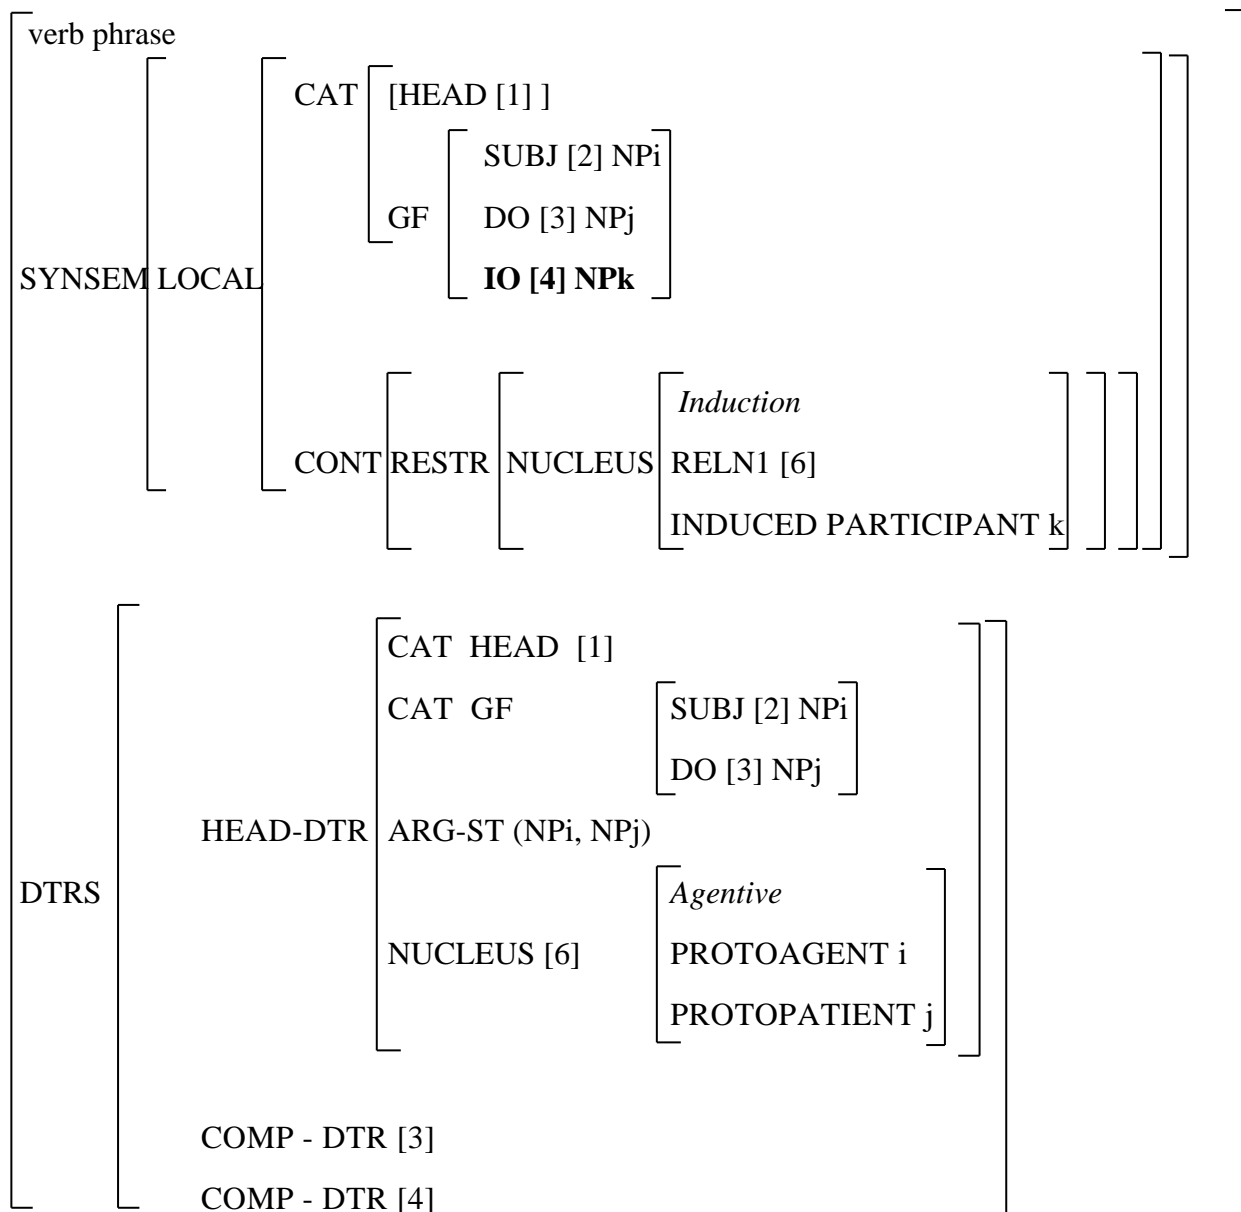 verb phrase
CAT [HEAD [1] ]
SUBJ [2] NPi
GF DO [3] NPj
SYNSEM LOCAL IO [4] NPk
Induction
CONT RESTR NUCLEUS RELN1 [6]
INDUCED PARTICIPANT k
CAT HEAD [1]
CAT GF SUBJ [2] NPi
DO [3] NPj
HEAD-DTR ARG-ST (NPi, NPj)
DTRS Agentive
NUCLEUS [6] PROTOAGENT i
PROTOPATIENT j
COMP - DTR [3]
COMP - DTR [4]